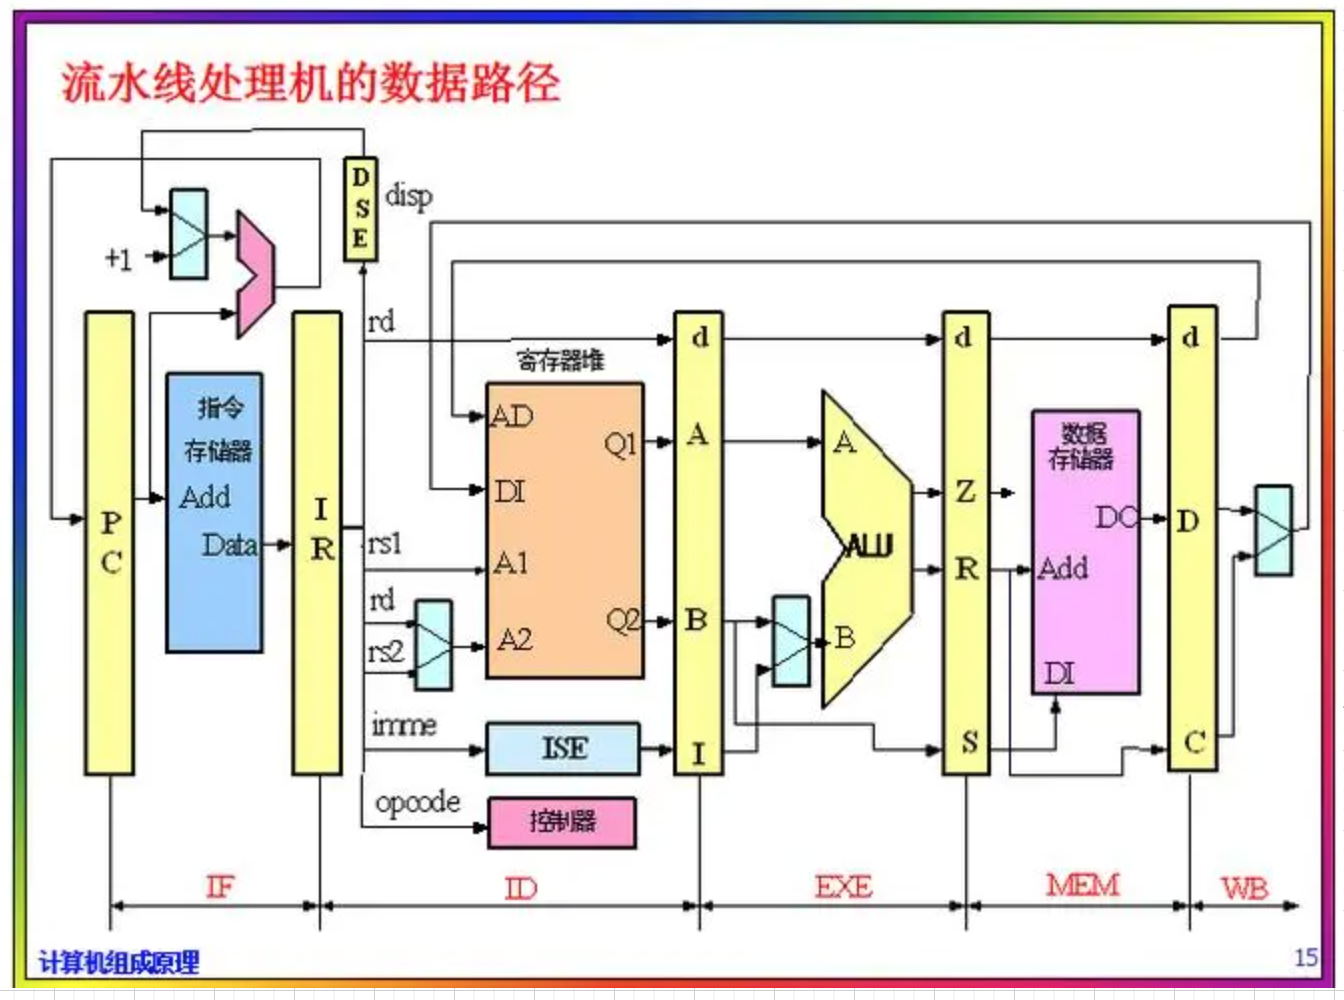 流水线处理机的数据路径
DSE
disp
+1
rd
寄存器堆
d
d
d
指令
存储器
Add
Data
PC
IR
AD
DI
A1
A2
Q1
Q2
rs1
rd
rs2
imme
ISE
opcode
控制器
A
B
I
A
ALU
B
Z
R
S
数据
存储器
DO
Add
DI
D
C
IF
ID
EXE
MEM
WB
计算机组成原理
15